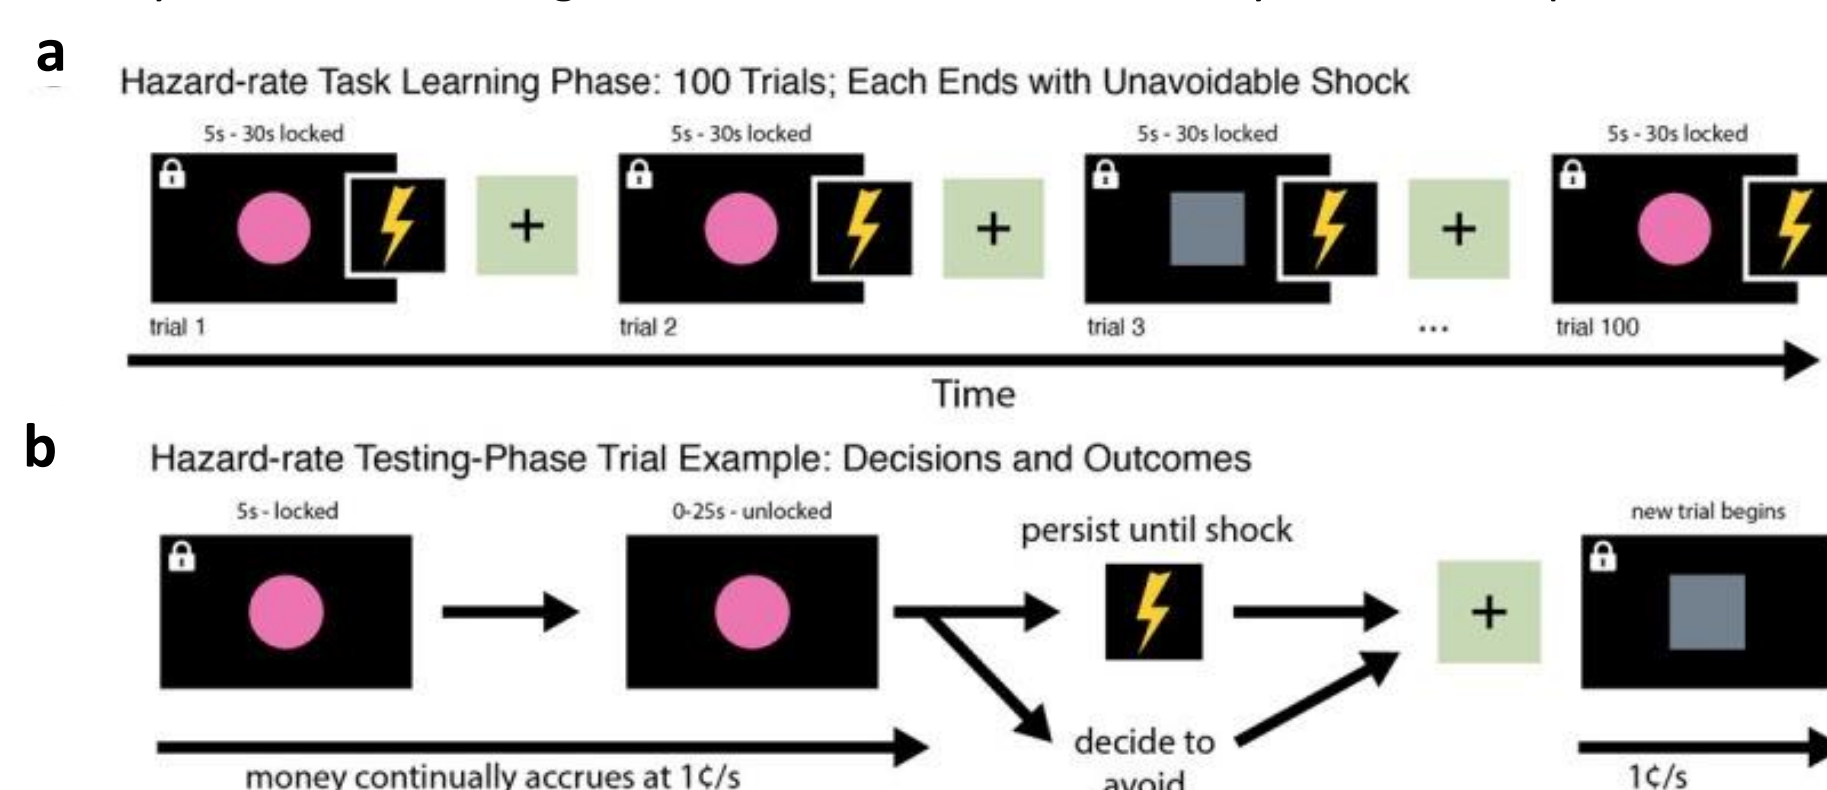 a
Hazard-rate Task Learning Phase: 100 Trials; Each Ends with Unavoidable Shock
5s - 30s locked 5s - 30s locked 5s - 30s locked 5s - 30s locked
+ + +
trial 1 trial 2 trial 3 ... trial 100
Time
b
Hazard-rate Testing-Phase Trial Example: Decisions and Outcomes
5s - locked 0-25s - unlocked new trial begins
persist until shock
+
decide to
avoid
money continually accrues at 1¢/s 1¢/s